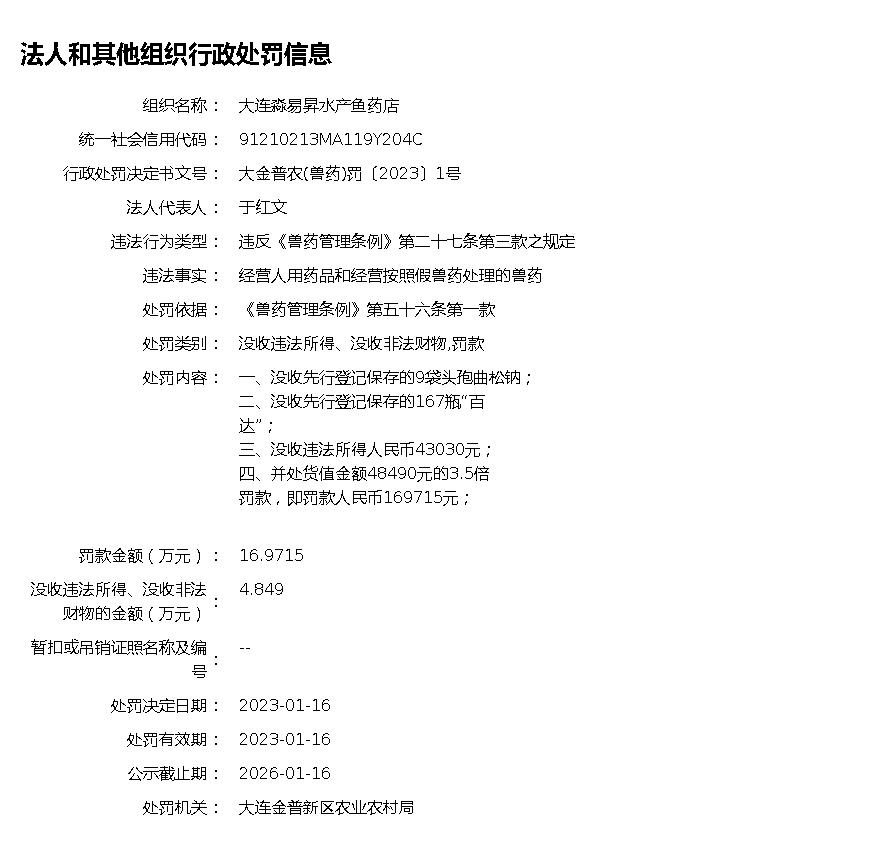 法人和其他组织行政处罚信息
组织名称： 大连淼易昇水产鱼药店
统一社会信用代码： 91210213MA119Y204C
行政处罚决定书文号： 大金普农(兽药)罚〔2023〕1号
法人代表人： 于红文
违法行为类型： 违反《兽药管理条例》第二十七条第三款之规定
违法事实： 经营人用药品和经营按照假兽药处理的兽药
处罚依据： 《兽药管理条例》第五十六条第一款
处罚类别： 没收违法所得、没收非法财物,罚款
处罚内容： 一、没收先行登记保存的9袋头孢曲松钠；
二、没收先行登记保存的167瓶“百
达”；
三、没收违法所得人民币43030元；
四、并处货值金额48490元的3.5倍
罚款，即罚款人民币169715元；
罚款金额（万元）： 16.9715
没收违法所得、没收非法
财物的金额（万元）： 4.849
暂扣或吊销证照名称及编
号： --
处罚决定日期： 2023-01-16
处罚有效期： 2023-01-16
公示截止期： 2026-01-16
处罚机关： 大连金普新区农业农村局